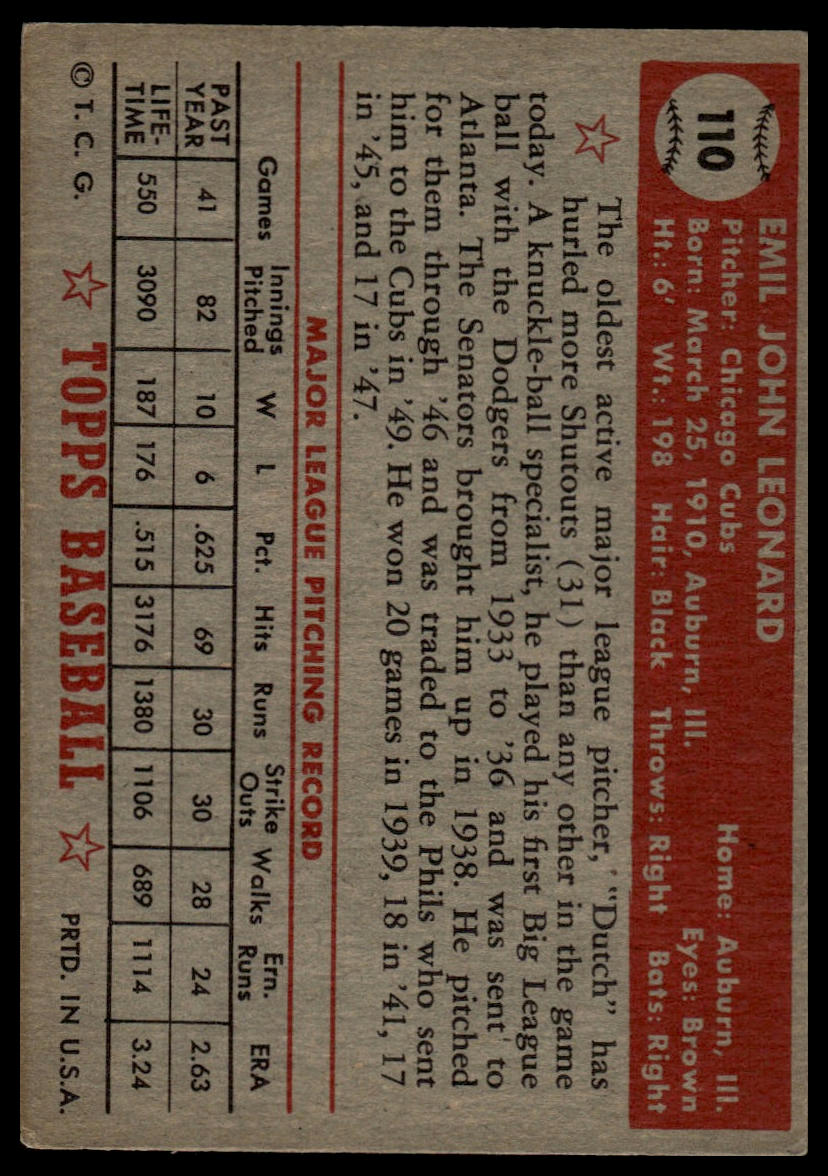 110
EMIL JOHN LEONARD
Pitcher: Chicago Cubs Home: Auburn, Ill.
Born: March 25, 1910, Auburn, Ill. Eyes: Brown
Ht.: 6' Wt.: 198 Hair: Black Throws: Right Bats: Right
The oldest active major league pitcher, "Dutch" has
hurled more Shutouts (31) than any other in the game
today. A knuckle-ball specialist, he played his first Big League
ball with the Dodgers from 1933 to '36 and was sent to
Atlanta. The Senators brought him up in 1938. He pitched
for them through '46 and was traded to the Phils who sent
him to the Cubs in '49. He won 20 games in 1939, 18 in '41, 17
in '45, and 17 in '47.
MAJOR LEAGUE PITCHING RECORD
Games Innings Pitched W L Pct. Hits Runs Strike Outs Walks Ern. Runs ERA
PAST YEAR 41 82 10 6 .625 69 30 30 28 24 2.63
LIFE-TIME 550 3090 187 176 .515 3176 1380 1106 689 1114 3.24
© T. C. G. TOPPS BASEBALL PRTD. IN U.S.A.